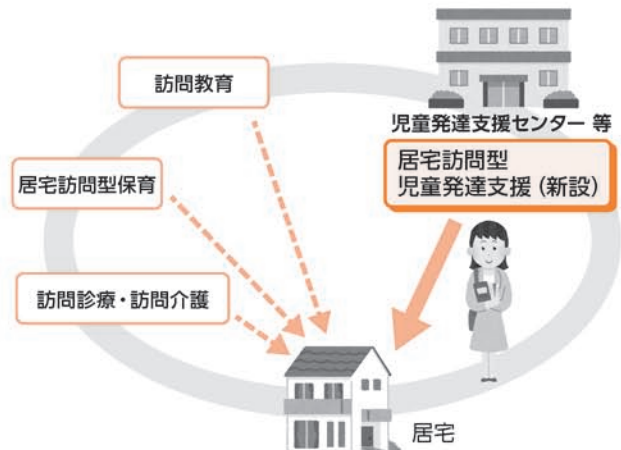 訪問教育
児童発達支援センター 等
居宅訪問型
児童発達支援（新設）
居宅訪問型保育
訪問診療・訪問介護
居宅